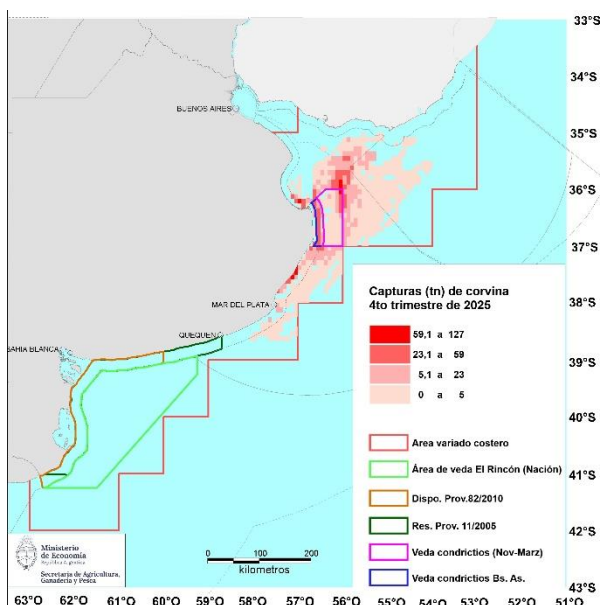 33°S
34°S
BUENOS AIRES
35°S
36°S
37°S
MAR DEL PLATA
38°S
QUEQUEN
BAHIA BLANCA
39°S
40°S
41°S
42°S
43°S
Capturas (tn) de corvina
4to trimestre de 2025
59,1 a 127
23,1 a 59
5,1 a 23
0 a 5
Area variado costero
Área de veda El Rincón (Nación)
Dispo. Prov.82/2010
Res. Prov. 11/2005
Veda condrictios (Nov-Marz)
Veda condrictios Bs. As.
Ministerio
de Economía
República Argentina
Secretaría de Agricultura,
Ganadería y Pesca
0 100 200
kilometros
63°O 62°O 61°O 60°O 59°O 58°O 57°O 56°O 55°O 54°O 53°O 52°O 51°O